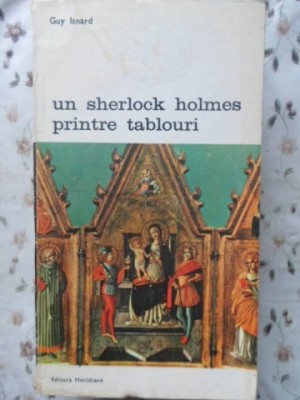 Guy Isnard
un sherlock holmes
printre tablouri
Editura Meridiane